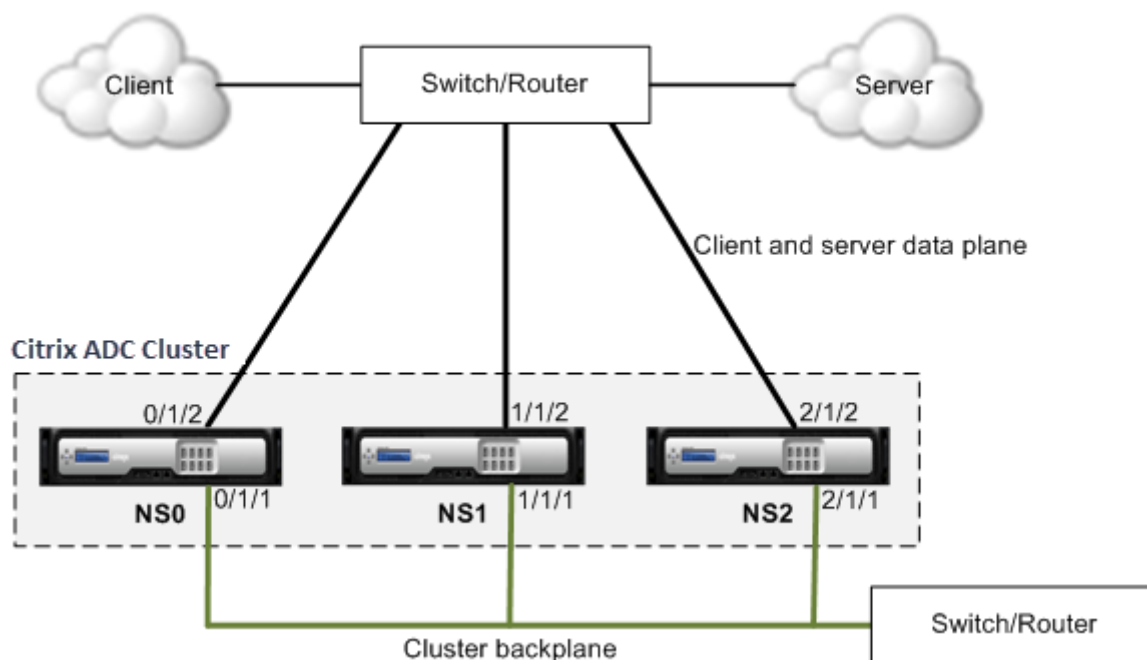 Client
Switch/Router
Server
Client and server data plane
Citrix ADC Cluster
0/1/2
1/1/2
2/1/2
0/1/1
1/1/1
2/1/1
NS0
NS1
NS2
Switch/Router
Cluster backplane